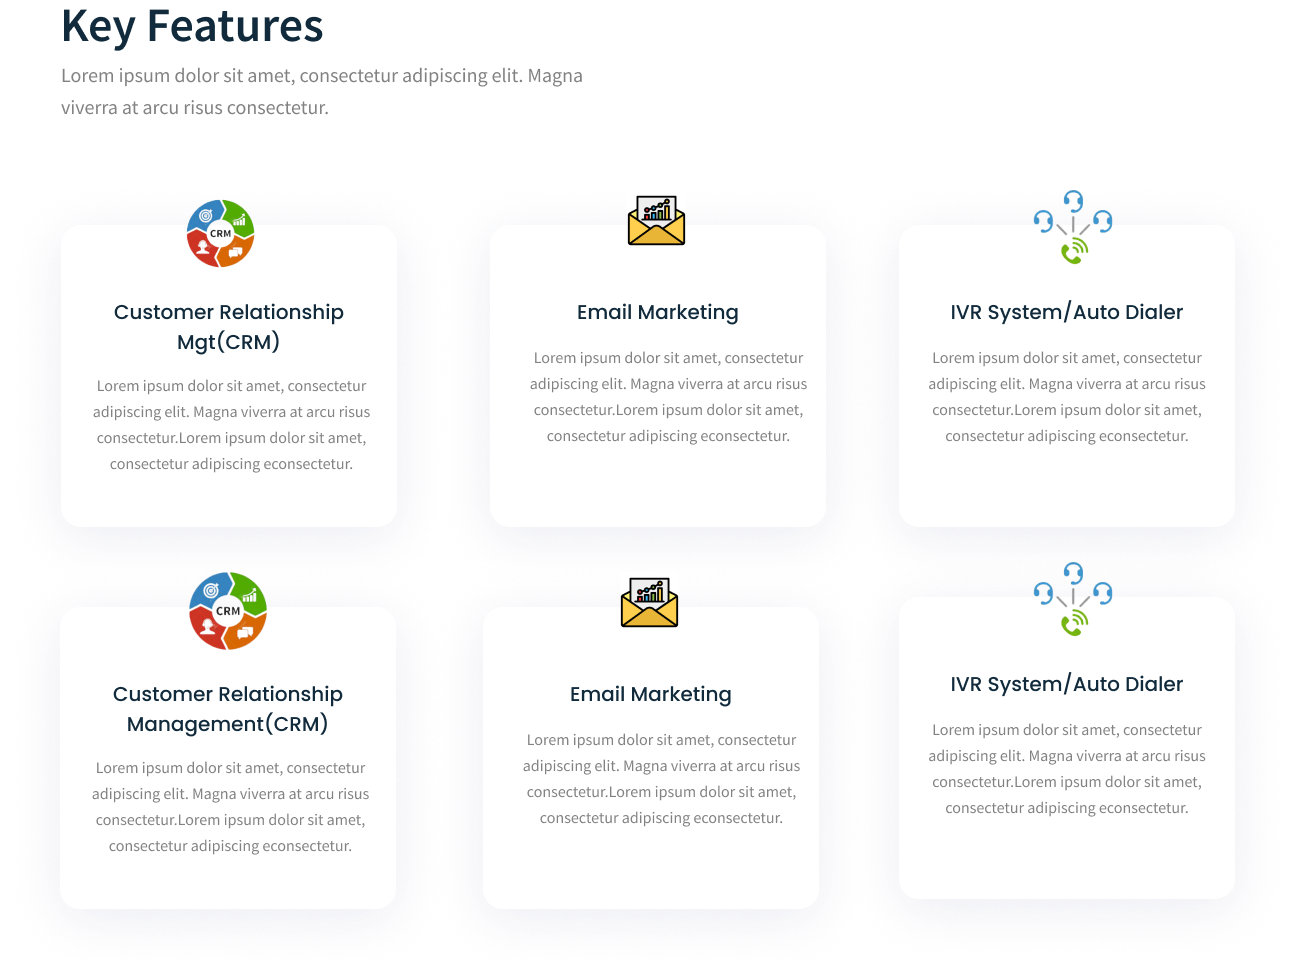 Key Features
Lorem ipsum dolor sit amet, consectetur adipiscing elit. Magna
viverra at arcu risus consectetur.
CRM
Customer Relationship
Mgt(CRM)
Lorem ipsum dolor sit amet, consectetur
adipiscing elit. Magna viverra at arcu risus
consectetur.Lorem ipsum dolor sit amet,
consectetur adipiscing econsectetur.
Email Marketing
Lorem ipsum dolor sit amet, consectetur
adipiscing elit. Magna viverra at arcu risus
consectetur.Lorem ipsum dolor sit amet,
consectetur adipiscing econsectetur.
IVR System/Auto Dialer
Lorem ipsum dolor sit amet, consectetur
adipiscing elit. Magna viverra at arcu risus
consectetur.Lorem ipsum dolor sit amet,
consectetur adipiscing econsectetur.
CRM
Customer Relationship
Management(CRM)
Lorem ipsum dolor sit amet, consectetur
adipiscing elit. Magna viverra at arcu risus
consectetur.Lorem ipsum dolor sit amet,
consectetur adipiscing econsectetur.
Email Marketing
Lorem ipsum dolor sit amet, consectetur
adipiscing elit. Magna viverra at arcu risus
consectetur.Lorem ipsum dolor sit amet,
consectetur adipiscing econsectetur.
IVR System/Auto Dialer
Lorem ipsum dolor sit amet, consectetur
adipiscing elit. Magna viverra at arcu risus
consectetur.Lorem ipsum dolor sit amet,
consectetur adipiscing econsectetur.